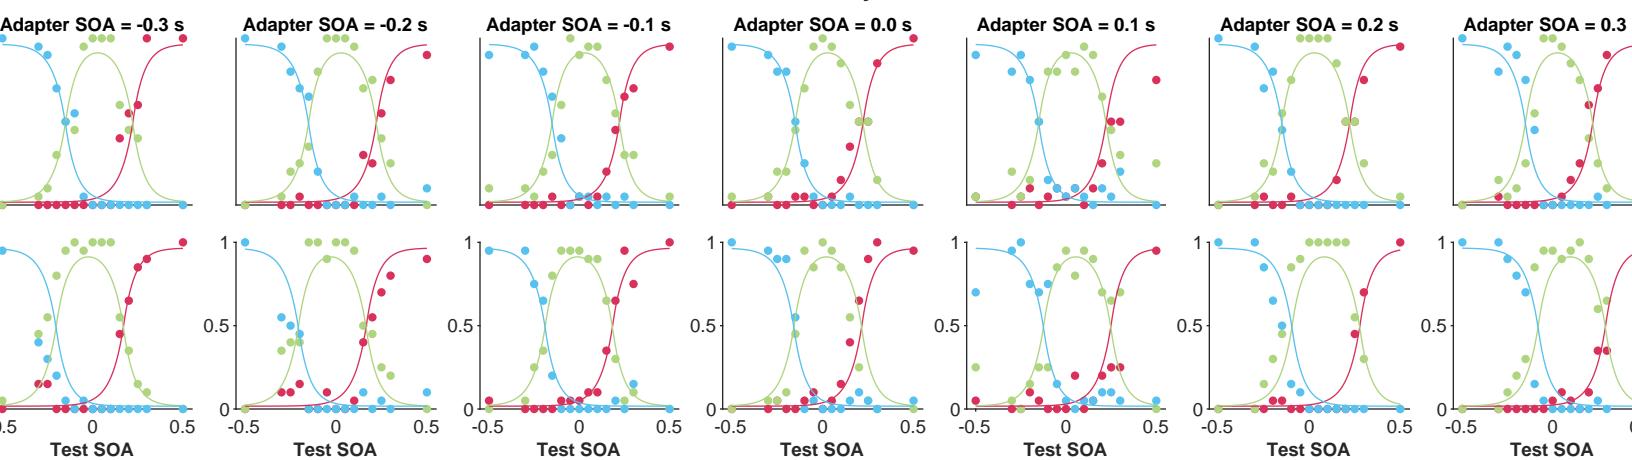 Adapter SOA = -0.3 s Adapter SOA = -0.2 s Adapter SOA = -0.1 s Adapter SOA = 0.0 s Adapter SOA = 0.1 s Adapter SOA = 0.2 s Adapter SOA = 0.3
1 1 1 1 1 1
0.5 0.5 0.5 0.5 0.5 0.5
0 0 0 0 0 0
0.5 0 0.5 -0.5 0 0.5 -0.5 0 0.5 -0.5 0 0.5 -0.5 0 0.5 -0.5 0 0.5 -0.5 0
Test SOA Test SOA Test SOA Test SOA Test SOA Test SOA Test SOA